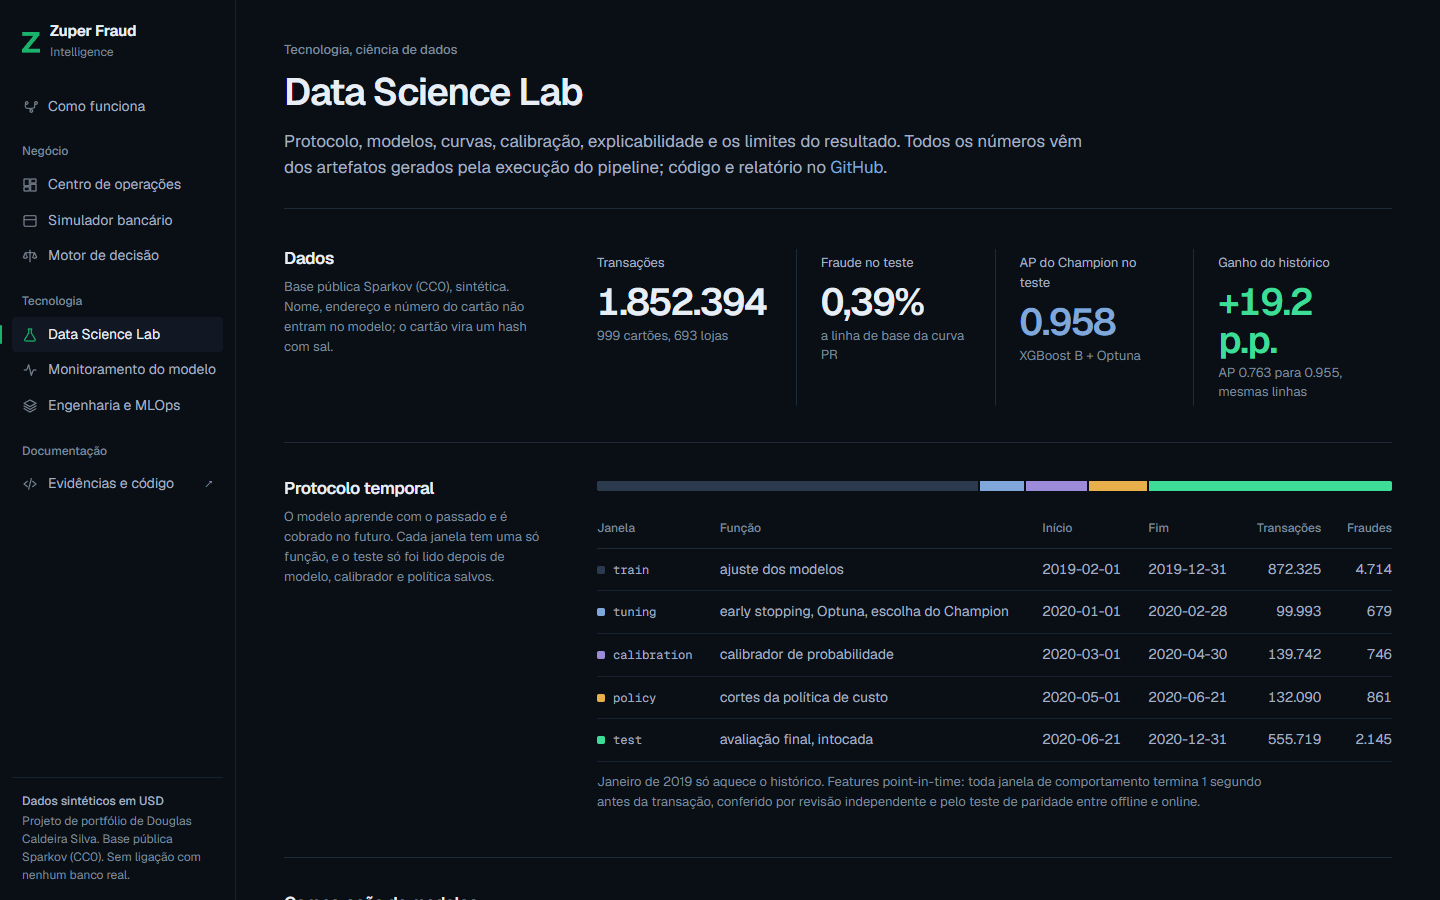 Zuper Fraud
Intelligence
Como funciona
Negócio
Centro de operações
Simulador bancário
Motor de decisão
Tecnologia
Data Science Lab
Monitoramento do modelo
Engenharia e MLOps
Documentação
Evidências e código ↗
Dados sintéticos em USD
Projeto de portfólio de Douglas
Caldeira Silva. Base pública
Sparkov (CC0). Sem ligação com
nenhum banco real.
Tecnologia, ciência de dados
Data Science Lab
Protocolo, modelos, curvas, calibração, explicabilidade e os limites do resultado. Todos os números vêm
dos artefatos gerados pela execução do pipeline; código e relatório no GitHub.
Dados
Base pública Sparkov (CC0), sintética.
Nome, endereço e número do cartão não
entram no modelo; o cartão vira um hash
com sal.
Transações
1.852.394
999 cartões, 693 lojas
Fraude no teste
0,39%
a linha de base da curva
PR
AP do Champion no
teste
0.958
XGBoost B + Optuna
Ganho do histórico
+19.2
p.p.
AP 0.763 para 0.955,
mesmas linhas
Protocolo temporal
O modelo aprende com o passado e é
cobrado no futuro. Cada janela tem uma só
função, e o teste só foi lido depois de
modelo, calibrador e política salvos.
Janela Função Início Fim Transações Fraudes
train ajuste dos modelos 2019-02-01 2019-12-31 872.325 4.714
tuning early stopping, Optuna, escolha do Champion 2020-01-01 2020-02-28 99.993 679
calibration calibrador de probabilidade 2020-03-01 2020-04-30 139.742 746
policy cortes da política de custo 2020-05-01 2020-06-21 132.090 861
test avaliação final, intocada 2020-06-21 2020-12-31 555.719 2.145
Janeiro de 2019 só aquece o histórico. Features point-in-time: toda janela de comportamento termina 1 segundo
antes da transação, conferido por revisão independente e pelo teste de paridade entre offline e online.